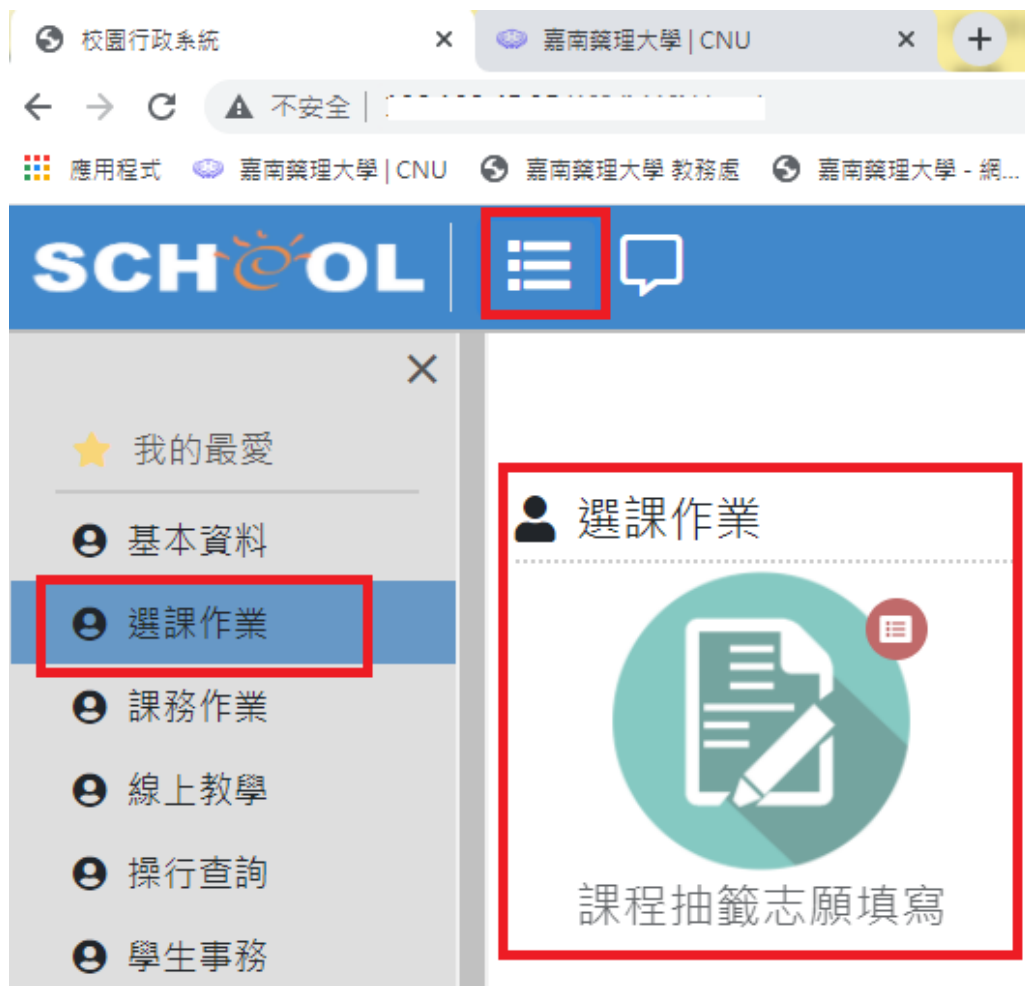 校園行政系統
嘉南藥理大學 | CNU
不安全
應用程式
嘉南藥理大學 | CNU
嘉南藥理大學 教務處
嘉南藥理大學 - 網...
SCHOOL
我的最愛
基本資料
選課作業
課務作業
線上教學
操行查詢
學生事務
選課作業
課程抽籤志願填寫